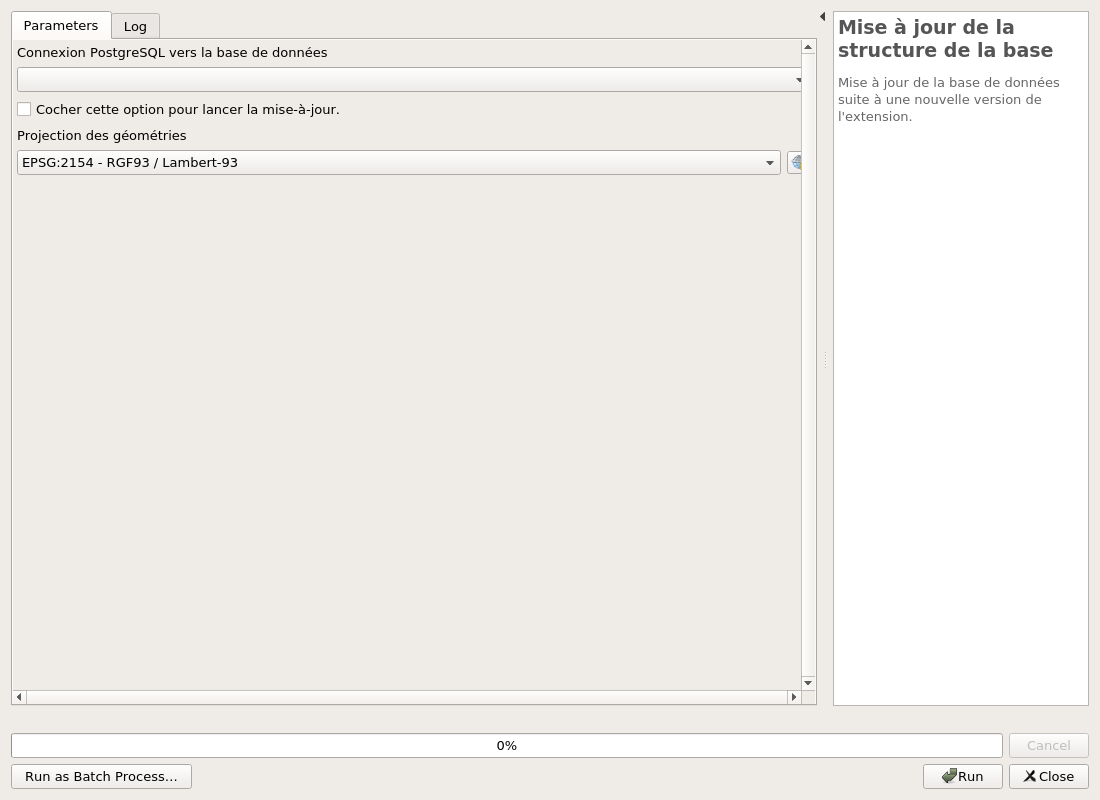 Parameters
Log
Connexion PostgreSQL vers la base de données
Cocher cette option pour lancer la mise-à-jour.
Projection des géométries
EPSG:2154 - RGF93 / Lambert-93
Mise à jour de la
structure de la base
Mise à jour de la base de données
suite à une nouvelle version de
l'extension.
0%
Cancel
Run as Batch Process…
Run
Close